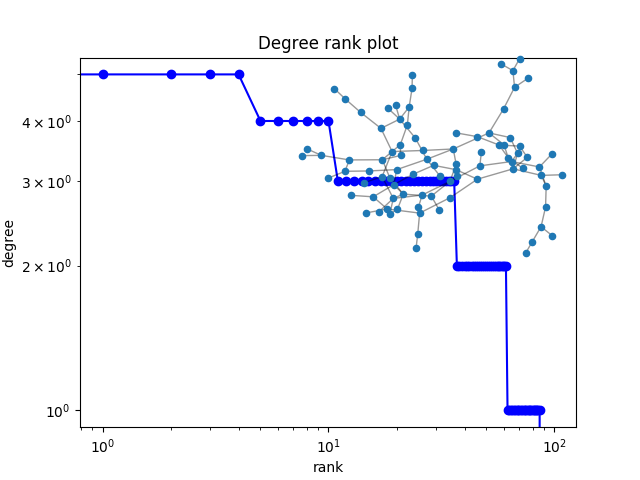 Degree rank plot
degree
4 × 10⁰
3 × 10⁰
2 × 10⁰
10⁰
10⁰ 10¹ 10²
rank